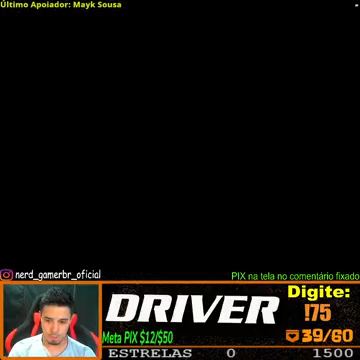 Último Apoiador: Mayk Sousa
nerd_gamerbr_oficial
PIX na tela no comentário fixado
DRIVER
Digite:
!75
Meta PIX $12/$50
39/60
ESTRELAS 0 1500